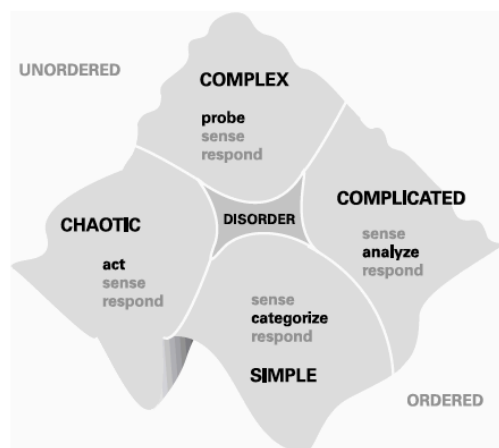 UNORDERED
COMPLEX
probe
sense
respond
COMPLICATED
sense
analyze
respond
DISORDER
CHAOTIC
act
sense
respond
sense
categorize
respond
SIMPLE
ORDERED